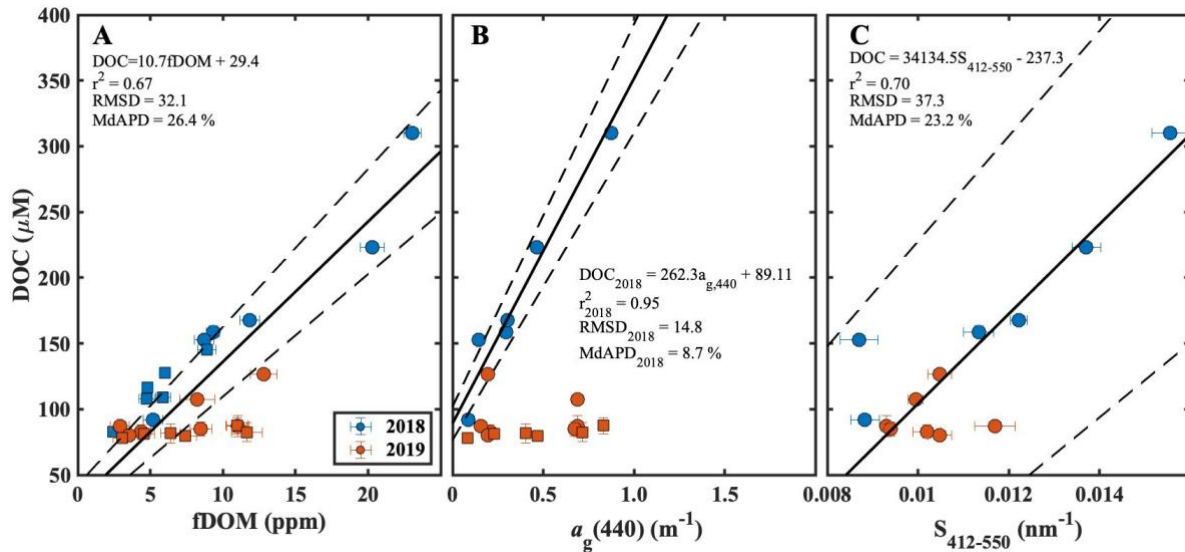 400
350
300
250
200
150
100
50
DOC (μM)
A
DOC=10.7fDOM + 29.4
r² = 0.67
RMSD = 32.1
MdAPD = 26.4 %
2018
2019
0 5 10 15 20
fDOM (ppm)
B
DOC₂₀₁₈ = 262.3a_g,440 + 89.11
r²₂₀₁₈ = 0.95
RMSD₂₀₁₈ = 14.8
MdAPD₂₀₁₈ = 8.7 %
0 0.5 1.0 1.5 2.0
a_g(440) (m⁻¹)
C
DOC = 34134.5S₄₁₂₋₅₅₀ - 237.3
r² = 0.70
RMSD = 37.3
MdAPD = 23.2 %
0.008 0.01 0.012 0.014
S₄₁₂₋₅₅₀ (nm⁻¹)